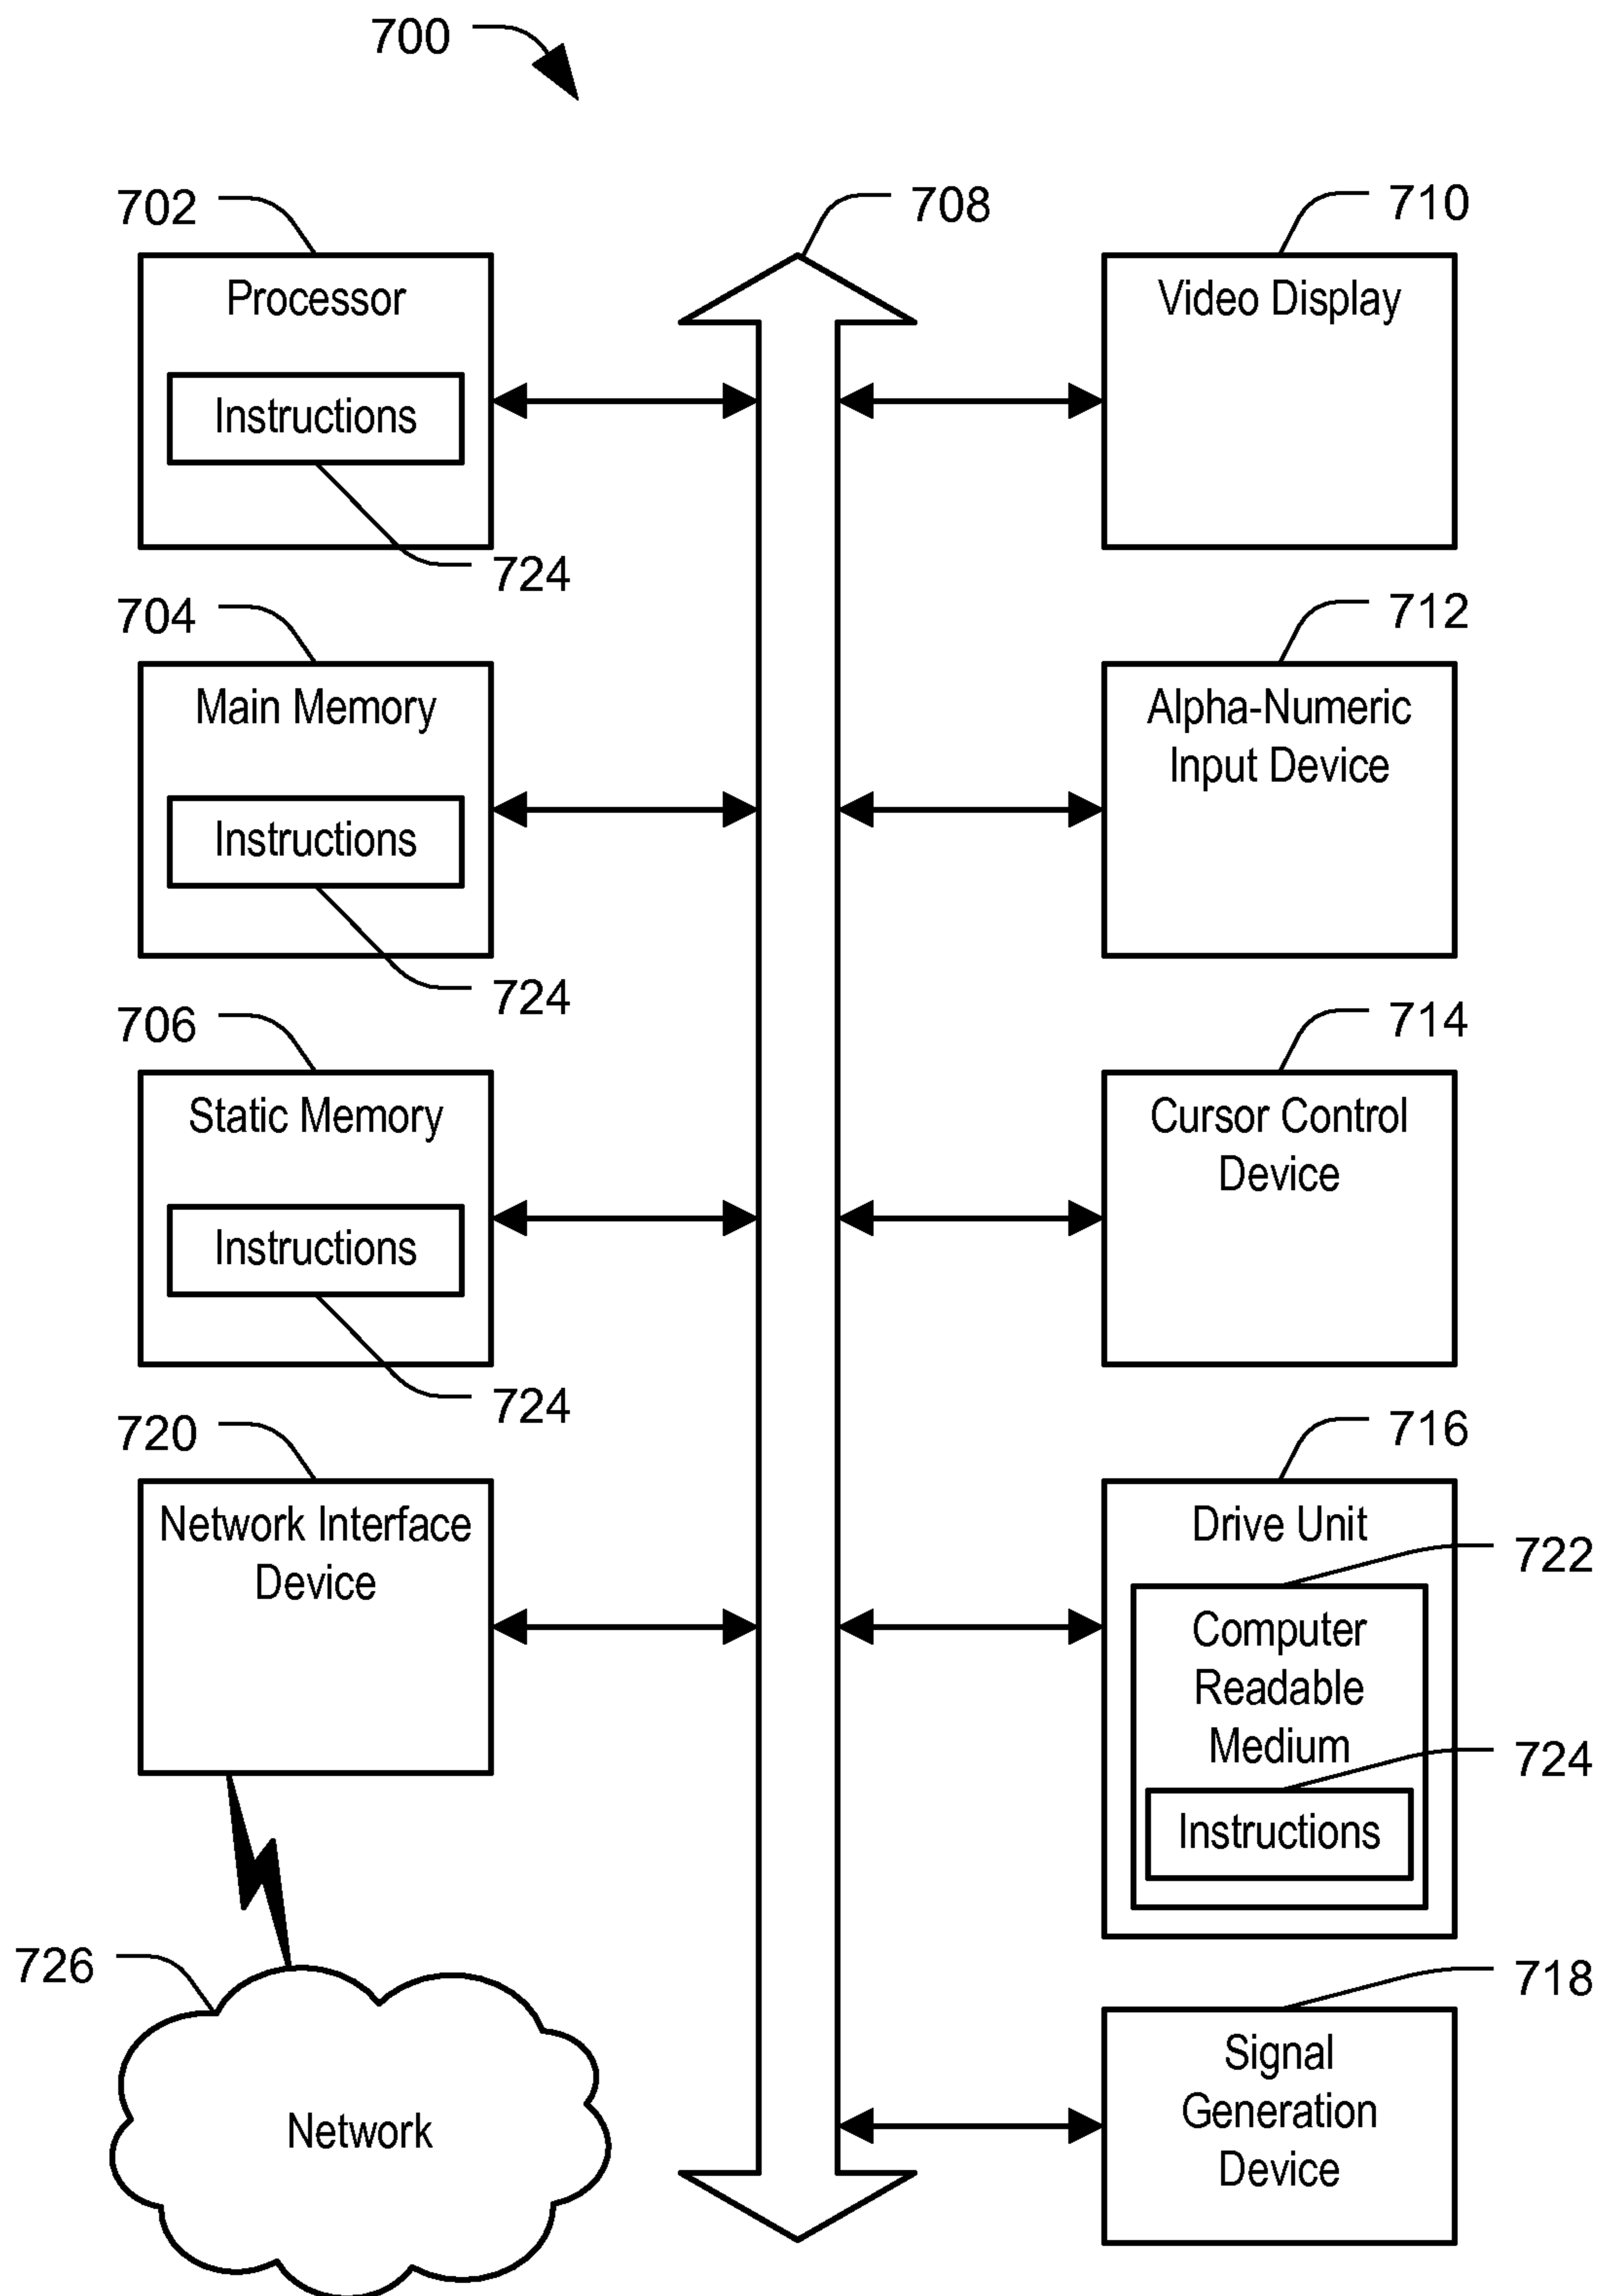 700
702
Processor
Instructions
724
704
Main Memory
Instructions
724
706
Static Memory
Instructions
724
720
Network Interface
Device
726
Network
708
710
Video Display
712
Alpha-Numeric
Input Device
714
Cursor Control
Device
716
Drive Unit
722
Computer
Readable
Medium
724
Instructions
718
Signal
Generation
Device